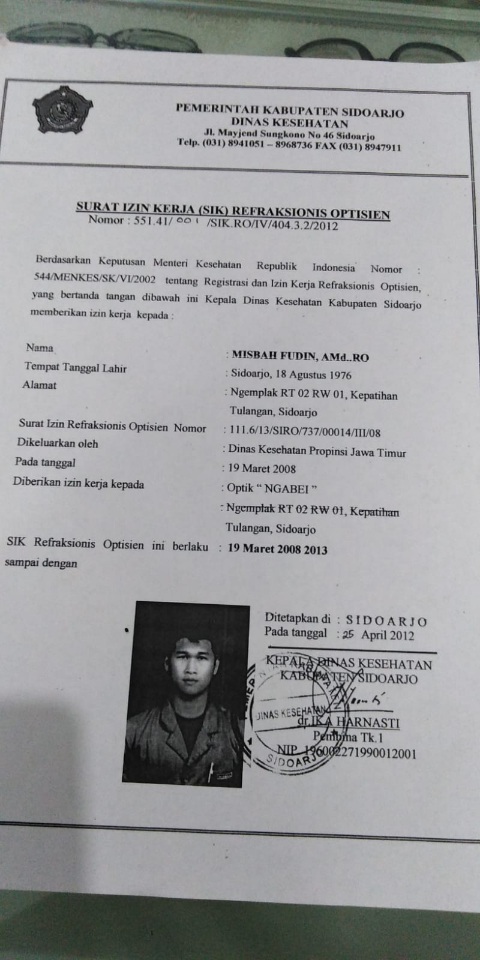 PEMERINTAH KABUPATEN SIDOARJO
DINAS KESEHATAN
Jl. Mayjend Sungkono No 46 Sidoarjo
Telp. (031) 8941051 – 8968736 FAX (031) 8947911
SURAT IZIN KERJA (SIK) REFRAKSIONIS OPTISIEN
Nomor : 551.41/ 001 /SIK.RO/IV/404.3.2/2012
Berdasarkan Keputusan Menteri Kesehatan Republik Indonesia Nomor :
544/MENKES/SK/VI/2002 tentang Registrasi dan Izin Kerja Refraksionis Optisien,
yang bertanda tangan dibawah ini Kepala Dinas Kesehatan Kabupaten Sidoarjo
memberikan izin kerja kepada :
Nama : MISBAH FUDIN, AMd..RO
Tempat Tanggal Lahir : Sidoarjo, 18 Agustus 1976
Alamat : Ngemplak RT 02 RW 01, Kepatihan
Tulangan, Sidoarjo
Surat Izin Refraksionis Optisien Nomor : 111.6/13/SIRO/737/00014/III/08
Dikeluarkan oleh : Dinas Kesehatan Propinsi Jawa Timur
Pada tanggal : 19 Maret 2008
Diberikan izin kerja kepada : Optik “ NGABEI ”
: Ngemplak RT 02 RW 01, Kepatihan
Tulangan, Sidoarjo
SIK Refraksionis Optisien ini berlaku : 19 Maret 2008 2013
sampai dengan
Ditetapkan di : SIDOARJO
Pada tanggal : 25 April 2012
KEPALA DINAS KESEHATAN
KABUPATEN SIDOARJO
DINAS KESEHATAN
SIDOARJO
dr.IKA HARNASTI
Pembina Tk.1
NIP. 196002271990012001